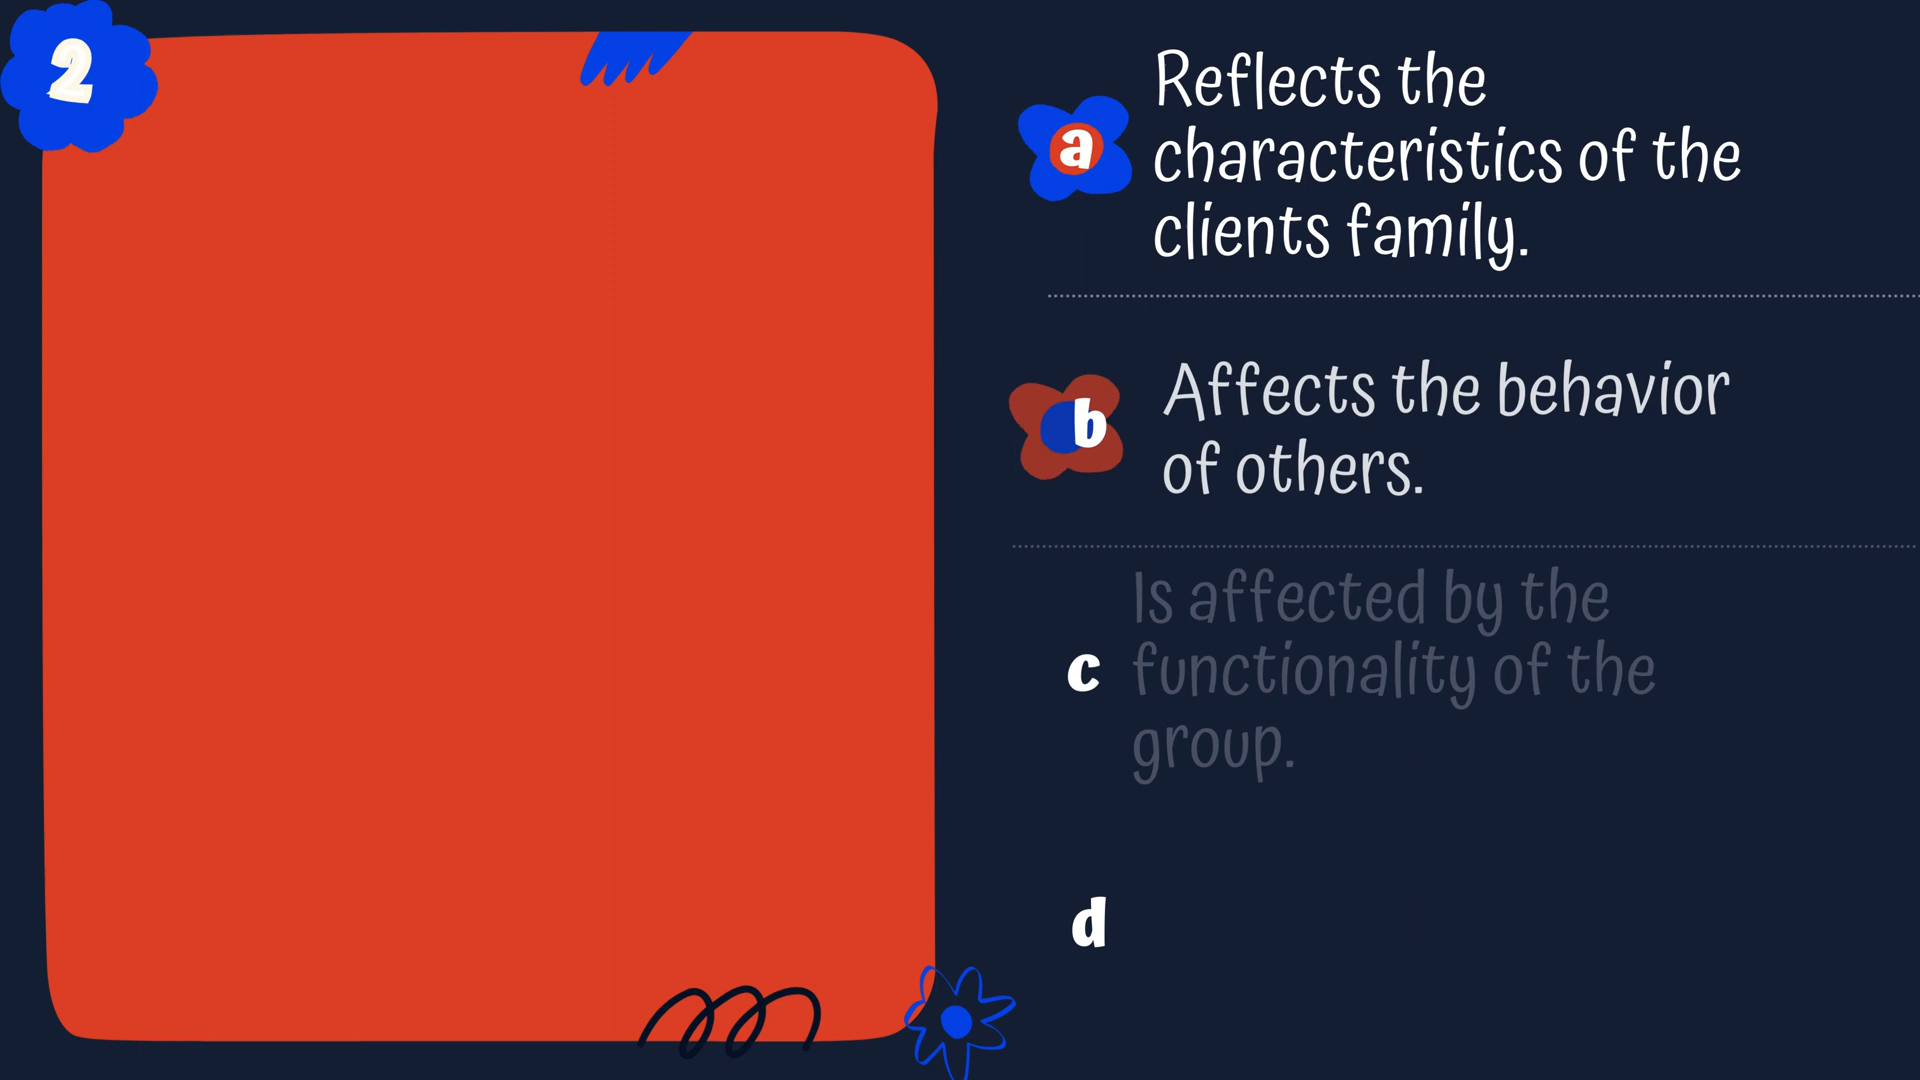 2
a
Reflects the
characteristics of the
clients family.
b
Affects the behavior
of others.
c
Is affected by the
functionality of the
group.
d